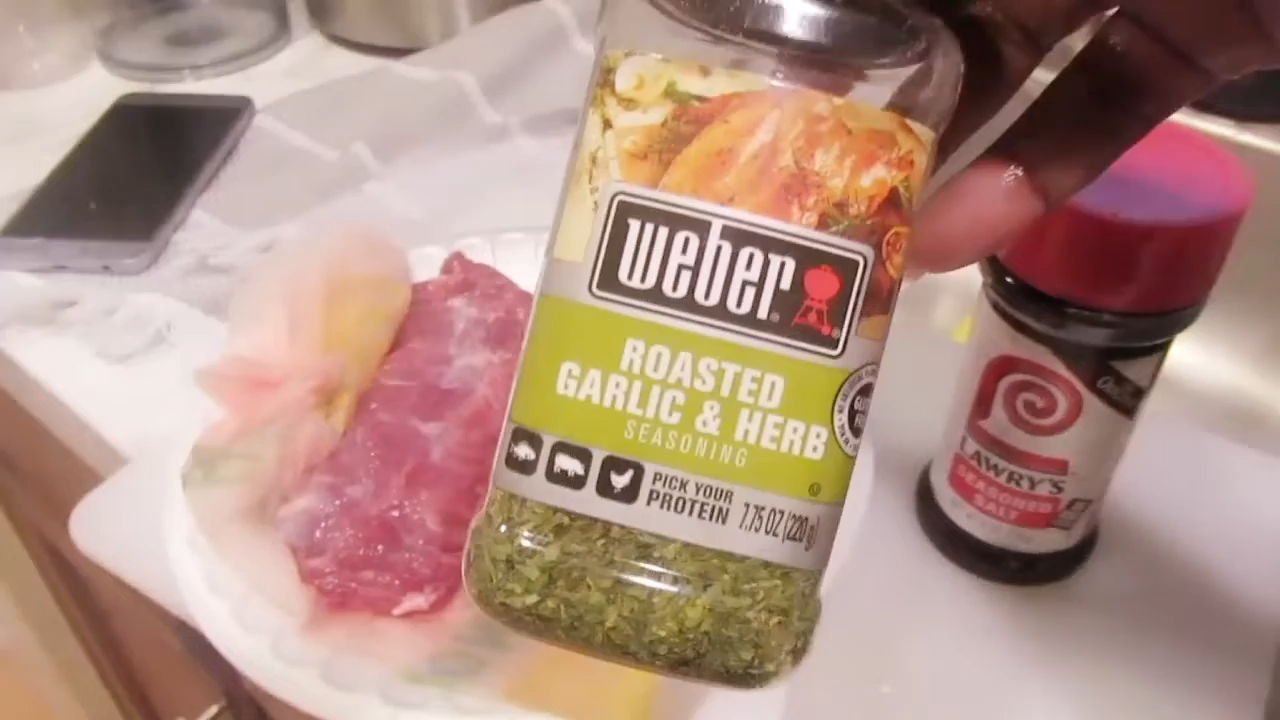 weber
ROASTED
GARLIC & HERB
SEASONING
PICK YOUR
PROTEIN 7.75 OZ (220 g)
LAWRY'S
SEASONED
SALT